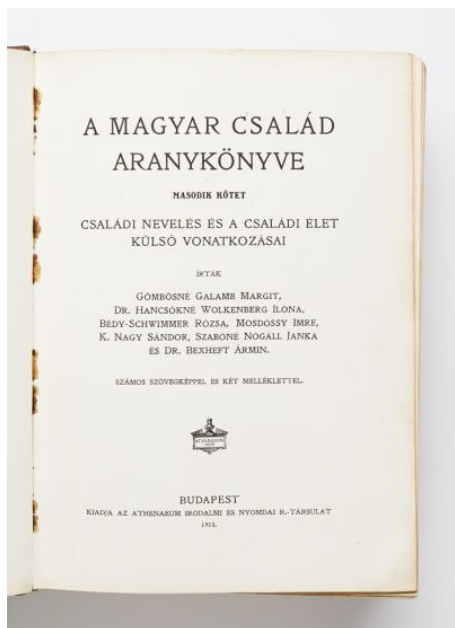 A MAGYAR CSALÁD
ARANYKÖNYVE
MASODIK KÖTET
CSALÁDI NEVELÉS ÉS A CSALÁDI ÉLET
KÜLSŐ VONATKOZÁSAI
ÍRTÁK
GÖMBÖSNÉ GALAMB MARGIT,
DR. HANCSÓKNÉ WOLKENBERG ILONA,
BÉDY-SCHWIMMER RÓZSA, MOSDÓSSY IMRE,
K. NAGY SÁNDOR, SZABÓNÉ NOGÁLL JANKA
ÉS DR. BEXHEFT ÁRMIN.
SZÁMOS SZÖVEGKÉPPEL ÉS KÉT MELLÉKLETTEL.
BUDAPEST
KIADJA AZ ATHENAEUM IRODALMI ÉS NYOMDAI R.-TÁRSULAT